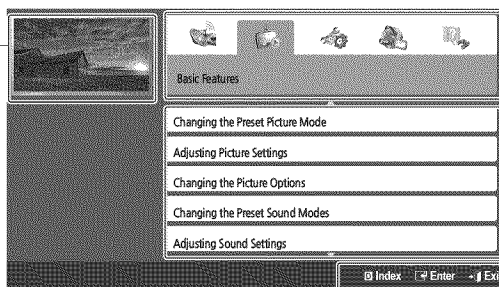 Basic Features
Changing the Preset Picture Mode
Adjusting Picture Settings
Changing the Picture Options
Changing the Preset Sound Modes
Adjusting Sound Settings
Index Enter Exi